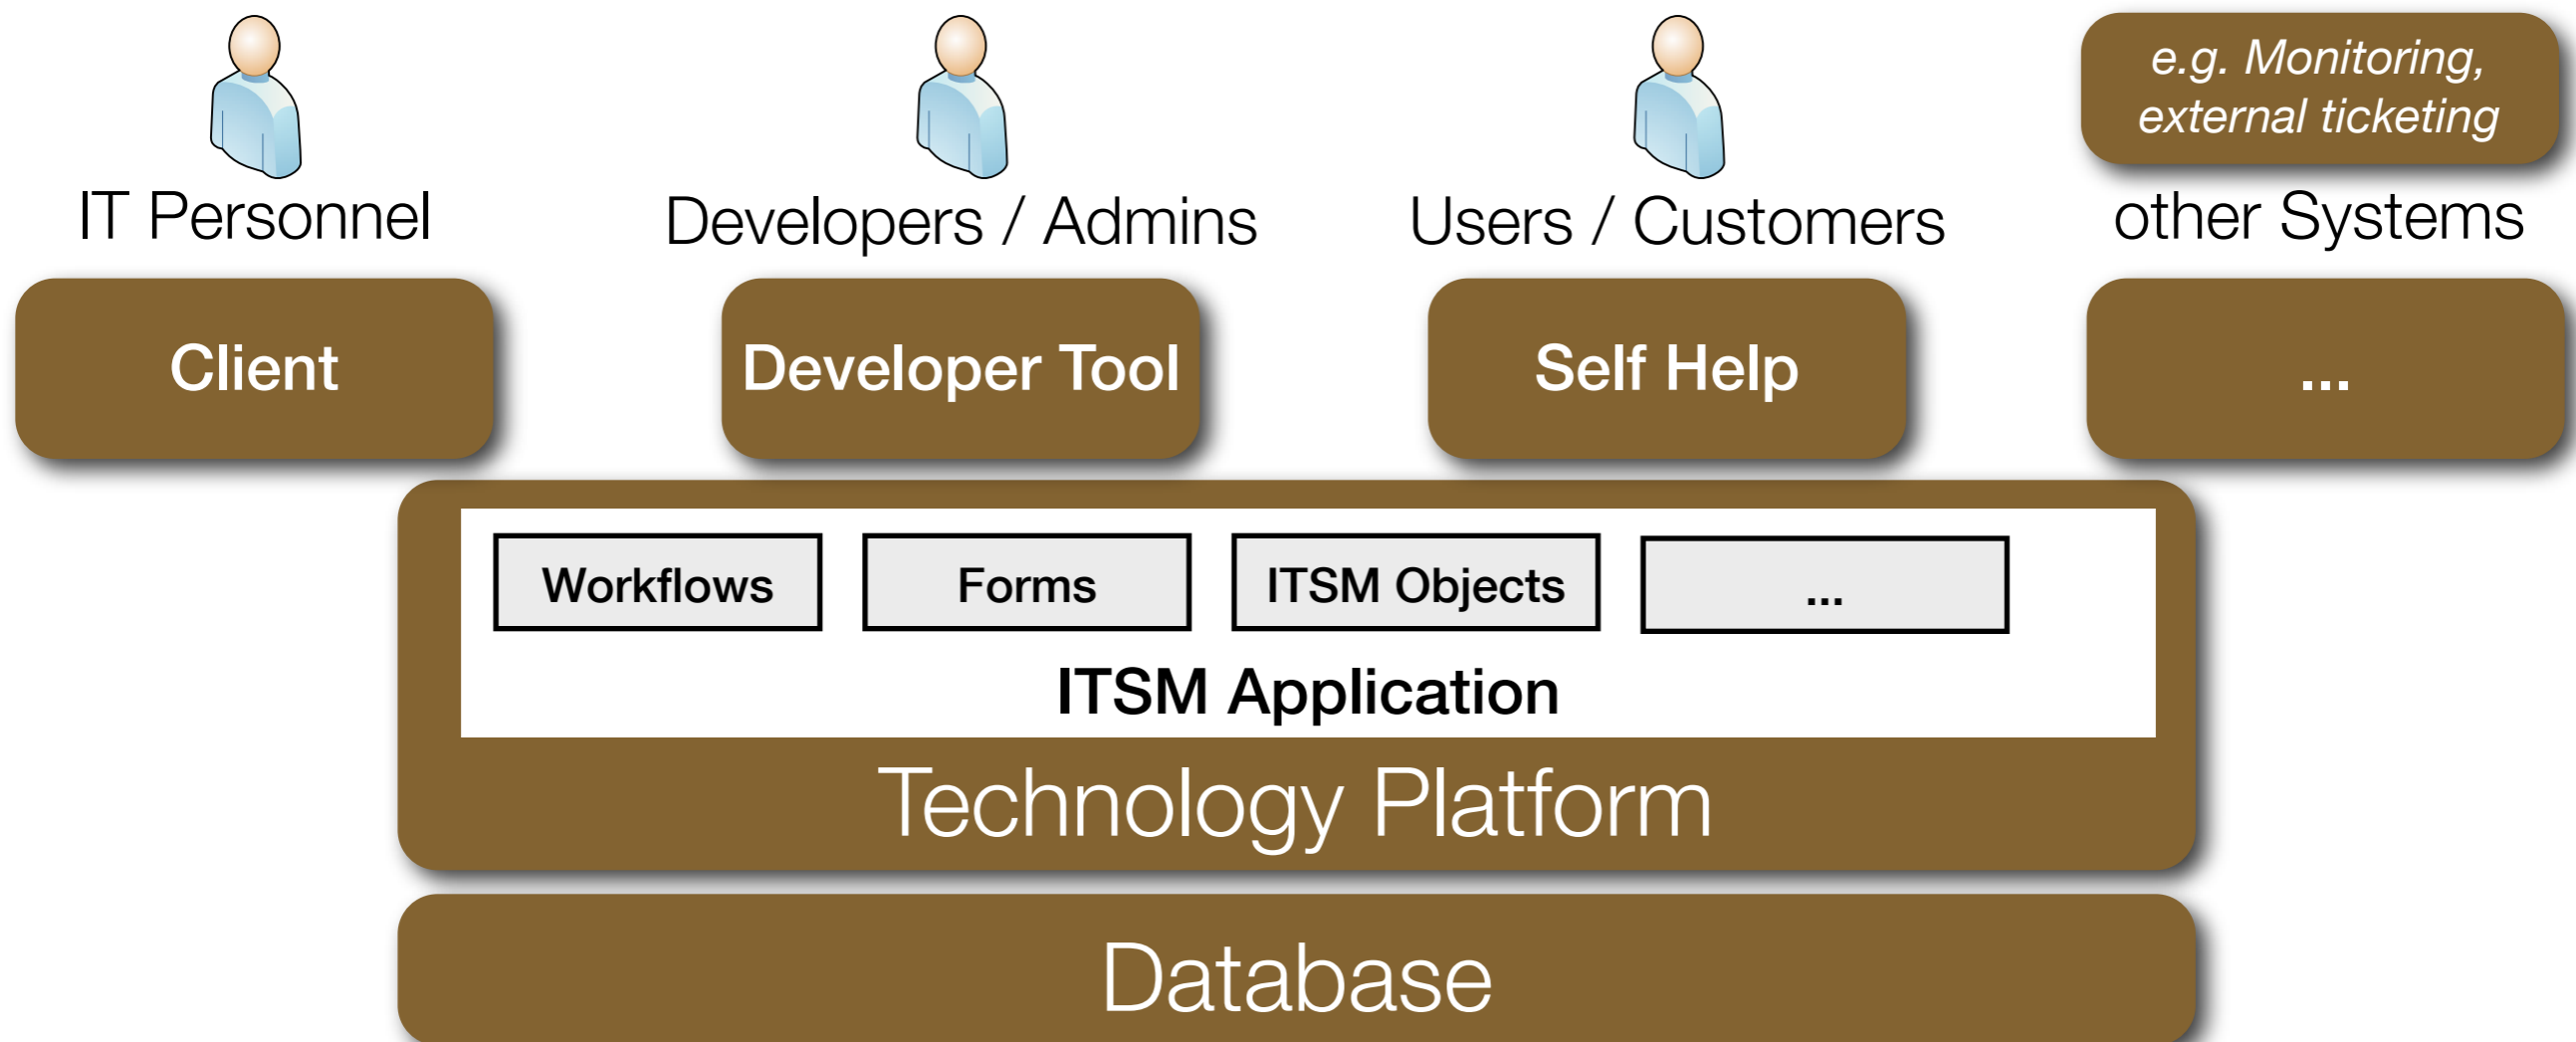 e.g. Monitoring,
external ticketing
IT Personnel
Developers / Admins
Users / Customers
other Systems
Client
Developer Tool
Self Help
...
Workflows
Forms
ITSM Objects
...
ITSM Application
Technology Platform
Database